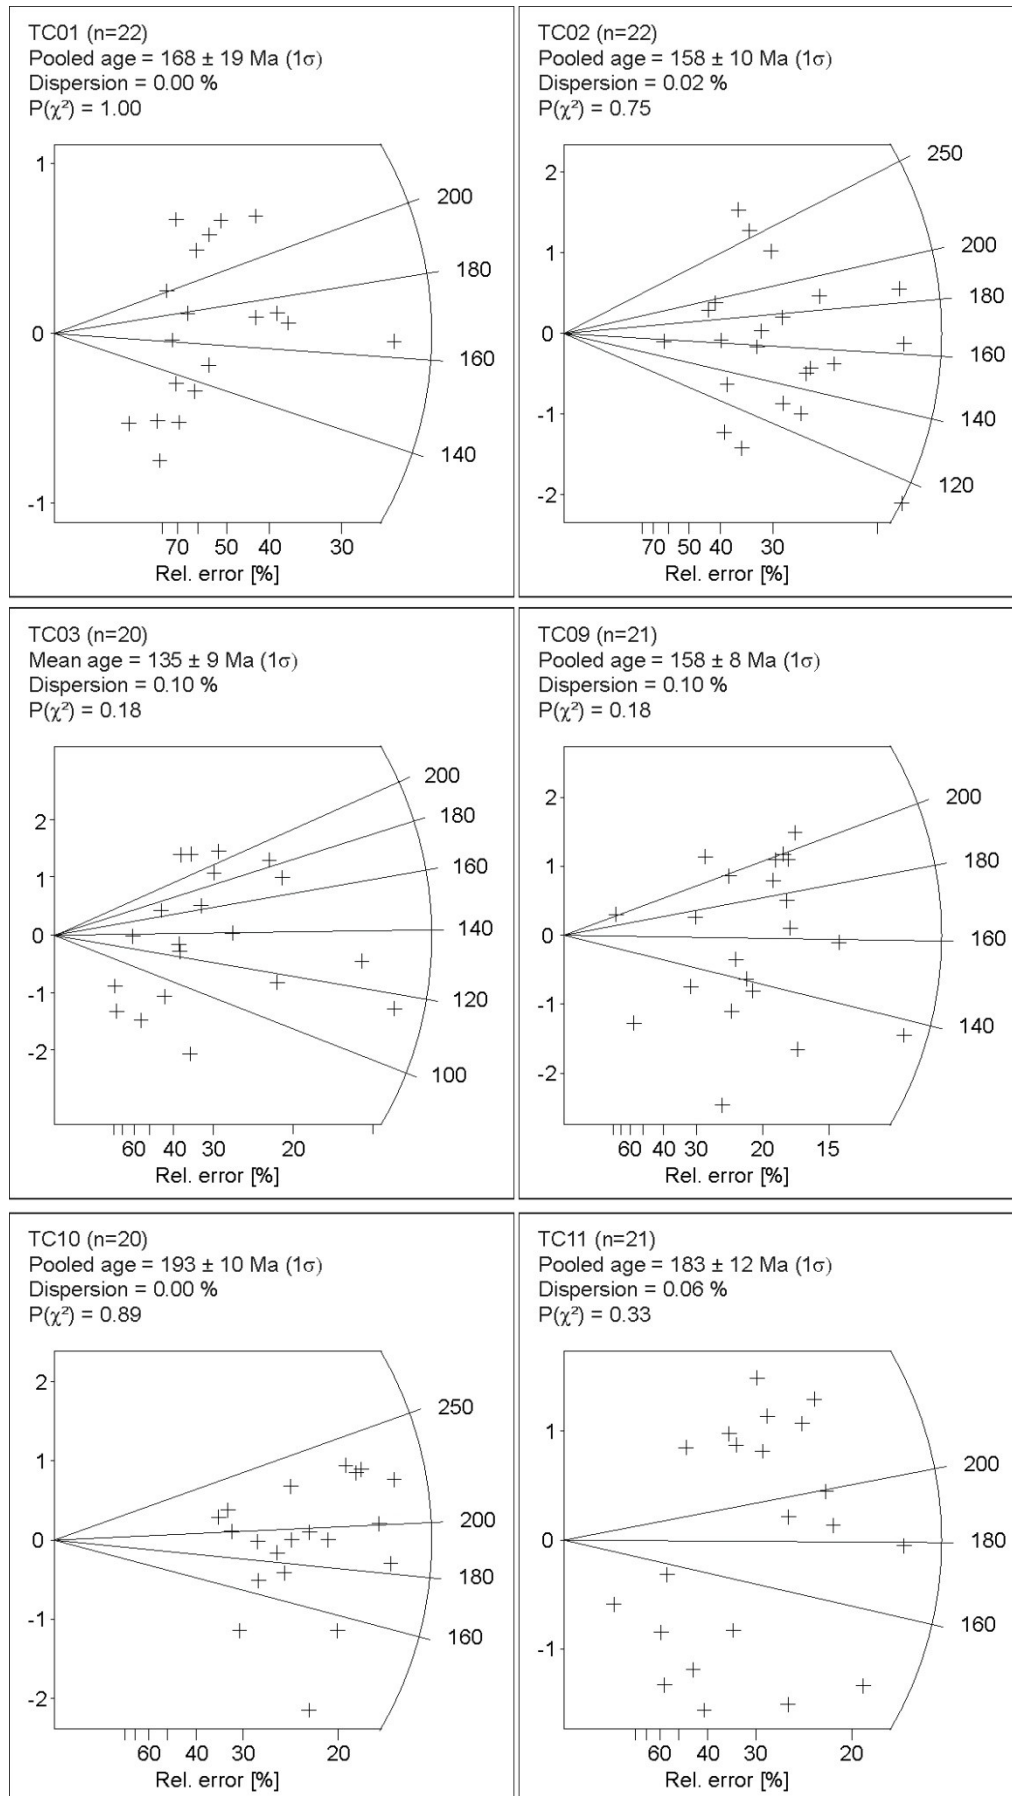 TC01 (n=22)
Pooled age = 168 ± 19 Ma (1σ)
Dispersion = 0.00 %
P(χ²) = 1.00
1
0
-1
200
180
160
140
70 50 40 30
Rel. error [%]
TC02 (n=22)
Pooled age = 158 ± 10 Ma (1σ)
Dispersion = 0.02 %
P(χ²) = 0.75
2
1
0
-1
-2
250
200
180
160
140
120
70 50 40 30
Rel. error [%]
TC03 (n=20)
Mean age = 135 ± 9 Ma (1σ)
Dispersion = 0.10 %
P(χ²) = 0.18
2
1
0
-1
-2
200
180
160
140
120
100
60 40 30 20
Rel. error [%]
TC09 (n=21)
Pooled age = 158 ± 8 Ma (1σ)
Dispersion = 0.10 %
P(χ²) = 0.18
2
1
0
-1
-2
200
180
160
140
60 40 30 20 15
Rel. error [%]
TC10 (n=20)
Pooled age = 193 ± 10 Ma (1σ)
Dispersion = 0.00 %
P(χ²) = 0.89
2
1
0
-1
-2
250
200
180
160
60 40 30 20
Rel. error [%]
TC11 (n=21)
Pooled age = 183 ± 12 Ma (1σ)
Dispersion = 0.06 %
P(χ²) = 0.33
1
0
-1
200
180
160
60 40 30 20
Rel. error [%]